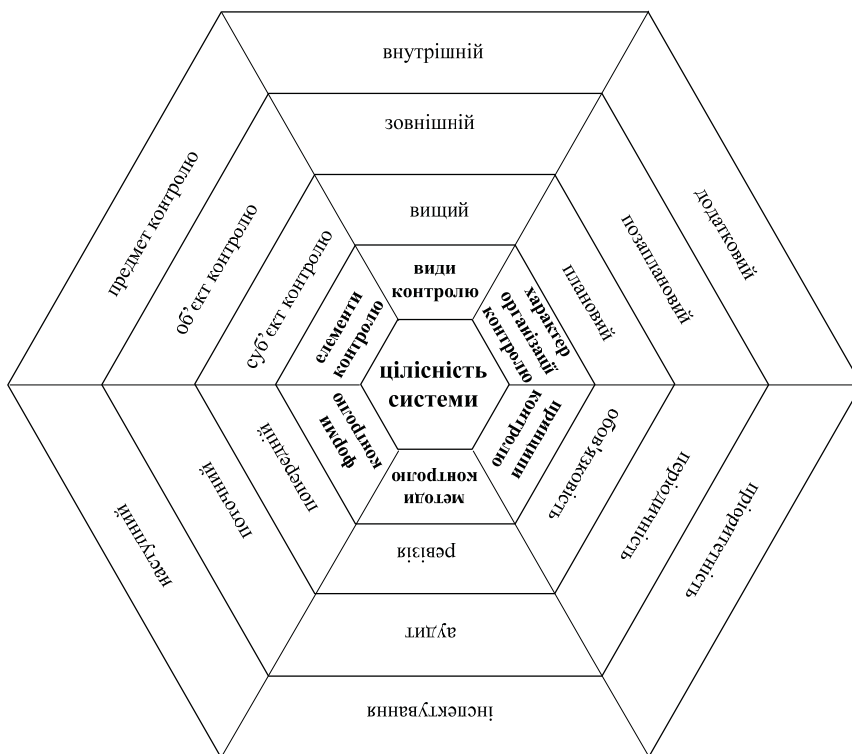 внутрішній
зовнішній
вищий
види
контролю
додатковий
позаплановий
плановий
характер
організації
контролю
пріоритетність
періодичність
обов'язковість
принципи
контролю
методи
контролю
ревізія
аудит
інспектування
наступний
поточний
попередній
форми
контролю
предмет контролю
об’єкт контролю
суб’єкт контролю
елементи
контролю
цілісність
системи